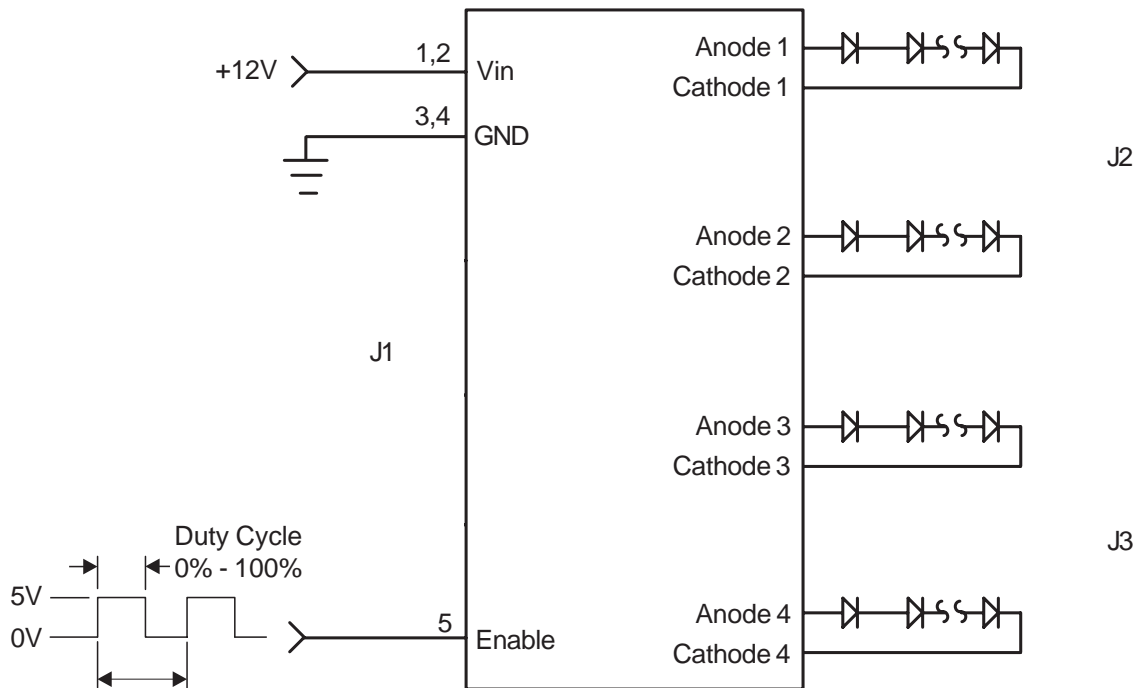 Anode 1
1,2
+12V
Vin
Cathode 1
3,4
GND
J2
Anode 2
Cathode 2
J1
Anode 3
Cathode 3
Duty Cycle
0% - 100%
J3
5V
0V
5
Enable
Anode 4
Cathode 4